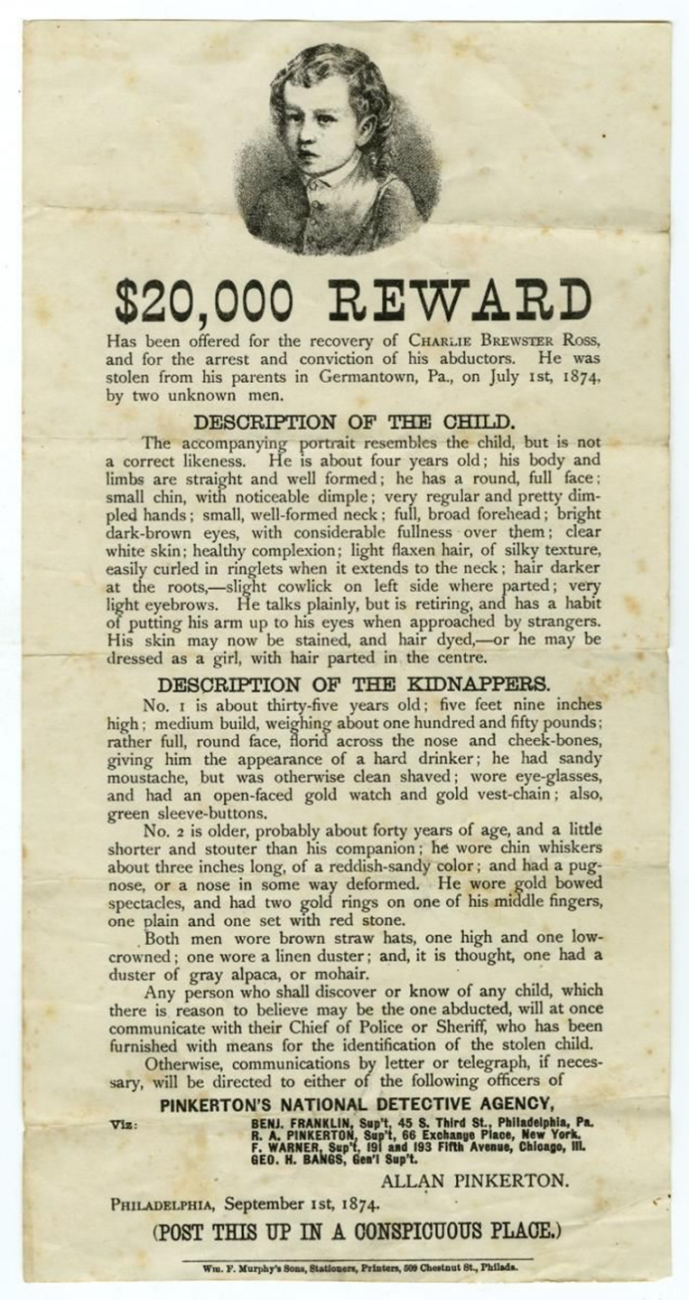 $20,000 REWARD
Has been offered for the recovery of CHARLIE BREWSTER ROSS,
and for the arrest and conviction of his abductors. He was
stolen from his parents in Germantown, Pa., on July 1st, 1874,
by two unknown men.
DESCRIPTION OF THE CHILD.
The accompanying portrait resembles the child, but is not
a correct likeness. He is about four years old; his body and
limbs are straight and well formed; he has a round, full face;
small chin, with noticeable dimple; very regular and pretty dim-
pled hands; small, well-formed neck; full, broad forehead; bright
dark-brown eyes, with considerable fullness over them; clear
white skin; healthy complexion; light flaxen hair, of silky texture,
easily curled in ringlets when it extends to the neck; hair darker
at the roots,—slight cowlick on left side where parted; very
light eyebrows. He talks plainly, but is retiring, and has a habit
of putting his arm up to his eyes when approached by strangers.
His skin may now be stained, and hair dyed,—or he may be
dressed as a girl, with hair parted in the centre.
DESCRIPTION OF THE KIDNAPPERS.
No. 1 is about thirty-five years old; five feet nine inches
high; medium build, weighing about one hundred and fifty pounds;
rather full, round face, florid across the nose and cheek-bones,
giving him the appearance of a hard drinker; he had sandy
moustache, but was otherwise clean shaved; wore eye-glasses,
and had an open-faced gold watch and gold vest-chain; also,
green sleeve-buttons.
No. 2 is older, probably about forty years of age, and a little
shorter and stouter than his companion; he wore chin whiskers
about three inches long, of a reddish-sandy color; and had a pug-
nose, or a nose in some way deformed. He wore gold bowed
spectacles, and had two gold rings on one of his middle fingers,
one plain and one set with red stone.
Both men wore brown straw hats, one high and one low-
crowned; one wore a linen duster; and, it is thought, one had a
duster of gray alpaca, or mohair.
Any person who shall discover or know of any child, which
there is reason to believe may be the one abducted, will at once
communicate with their Chief of Police or Sheriff, who has been
furnished with means for the identification of the stolen child.
Otherwise, communications by letter or telegraph, if neces-
sary, will be directed to either of the following officers of
PINKERTON'S NATIONAL DETECTIVE AGENCY,
Viz: BENJ. FRANKLIN, Sup't, 45 S. Third St., Philadelphia, Pa.
R. A. PINKERTON, Sup't, 66 Exchange Place, New York.
F. WARNER, Sup't, 191 and 193 Fifth Avenue, Chicago, Ill.
GEO. H. BANGS, Gen'l Sup't.
ALLAN PINKERTON.
PHILADELPHIA, September 1st, 1874.
(POST THIS UP IN A CONSPICUOUS PLACE.)
Wm. F. Murphy's Sons, Stationers, Printers, 509 Chestnut St., Philada.